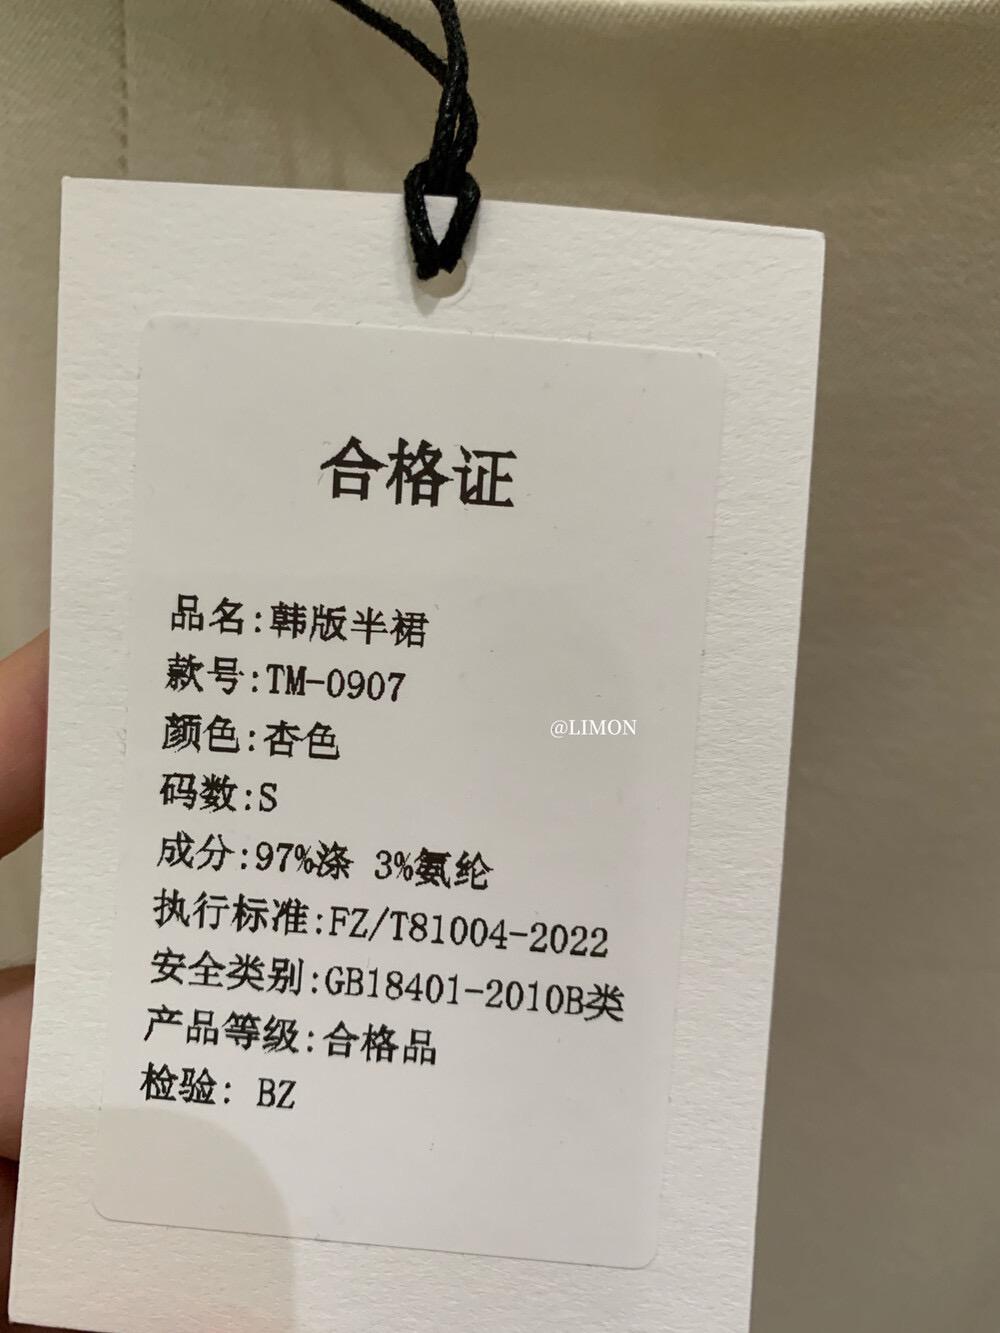 合格证
品名:韩版半裙
款号:TM-0907
颜色:杏色
@LIMON
码数:S
成分:97%涤 3%氨纶
执行标准:FZ/T81004-2022
安全类别:GB18401-2010B类
产品等级:合格品
检验: BZ